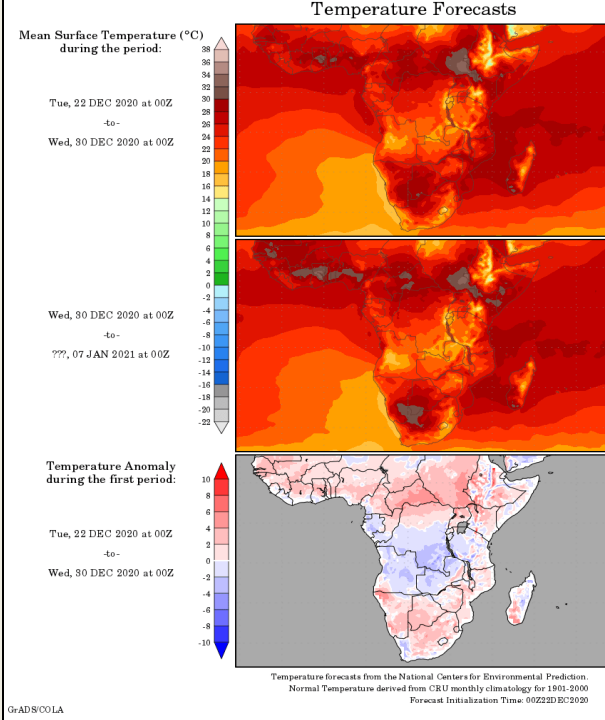 Temperature Forecasts
Mean Surface Temperature (°C)
during the period:
Tue, 22 DEC 2020 at 00Z
-to-
Wed, 30 DEC 2020 at 00Z
38
36
34
32
30
28
26
24
22
20
18
16
14
12
10
8
6
4
2
0
-2
-4
-6
-8
-10
-12
-14
-16
-18
-20
-22
Wed, 30 DEC 2020 at 00Z
-to-
???, 07 JAN 2021 at 00Z
Temperature Anomaly
during the first period:
Tue, 22 DEC 2020 at 00Z
-to-
Wed, 30 DEC 2020 at 00Z
10
8
6
4
2
0
-2
-4
-6
-8
-10
Temperature forecasts from the National Centers for Environmental Prediction.
Normal Temperature derived from CRU monthly climatology for 1901-2000
Forecast Initialization Time: 00Z22DEC2020
GrADS/COLA